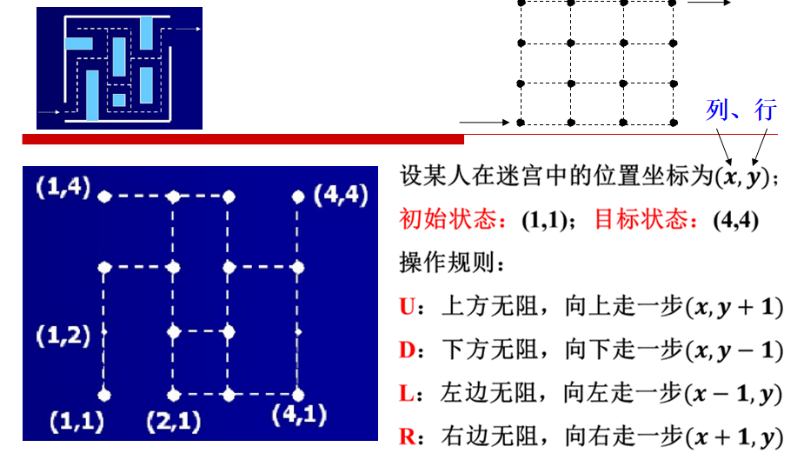 列、行
(1,4)
(4,4)
(1,2)
(1,1)
(2,1)
(4,1)
设某人在迷宫中的位置坐标为(x, y)；
初始状态：(1,1)；目标状态：(4,4)
操作规则：
U：上方无阻，向上走一步(x, y + 1)
D：下方无阻，向下走一步(x, y − 1)
L：左边无阻，向左走一步(x − 1, y)
R：右边无阻，向右走一步(x + 1, y)